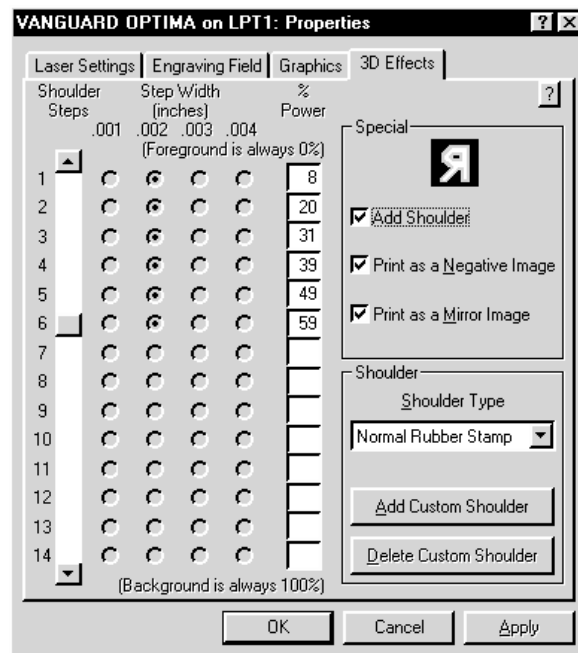 VANGUARD OPTIMA on LPT1: Properties
? X
Laser Settings Engraving Field Graphics 3D Effects
Shoulder Steps
Step Width (inches)
% Power
.001 .002 .003 .004
(Foreground is always 0%)
1 8
2 20
3 31
4 39
5 49
6 59
7
8
9
10
11
12
13
14
(Background is always 100%)
?
Special
R
Add Shoulder
Print as a Negative Image
Print as a Mirror Image
Shoulder
Shoulder Type
Normal Rubber Stamp
Add Custom Shoulder
Delete Custom Shoulder
OK Cancel Apply